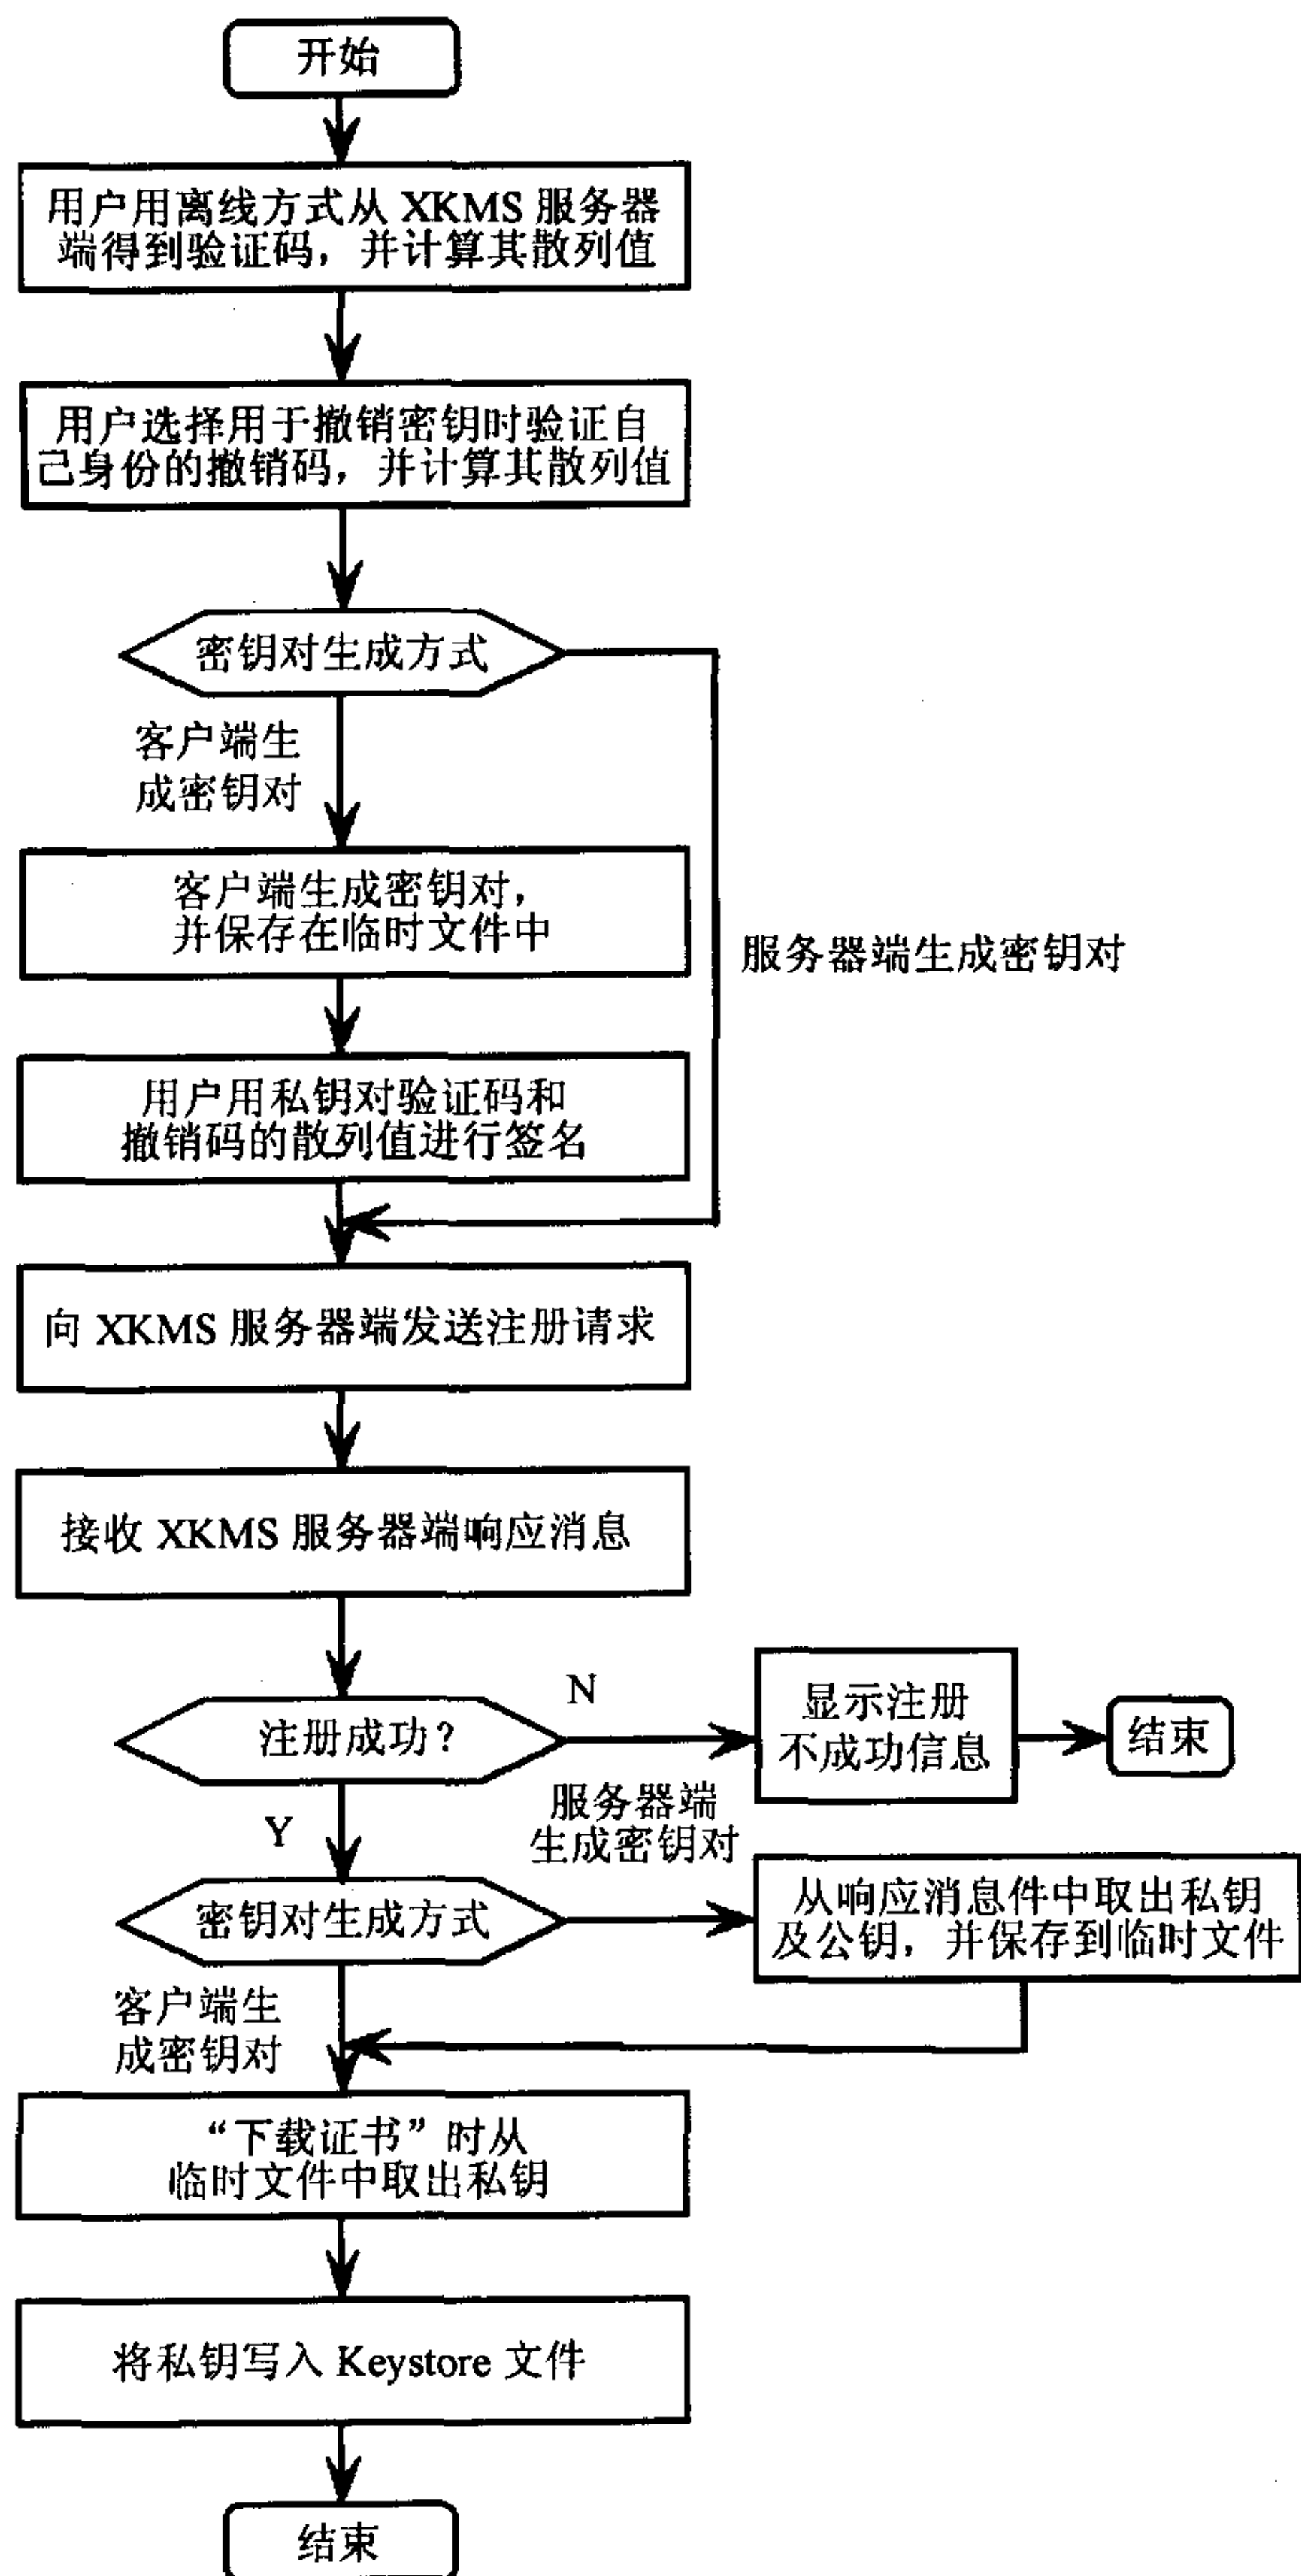 开始
用户用离线方式从 XKMS 服务器
端得到验证码，并计算其散列值
用户选择用于撤销密钥时验证自
己身份的撤销码，并计算其散列值
密钥对生成方式
客户端生
成密钥对
客户端生成密钥对，
并保存在临时文件中
服务器端生成密钥对
用户用私钥对验证码和
撤销码的散列值进行签名
向 XKMS 服务器端发送注册请求
接收 XKMS 服务器端响应消息
注册成功？
N
显示注册
不成功信息
结束
Y
服务器端
生成密钥对
密钥对生成方式
从响应消息件中取出私钥
及公钥，并保存到临时文件
客户端生
成密钥对
“下载证书”时从
临时文件中取出私钥
将私钥写入 Keystore 文件
结束